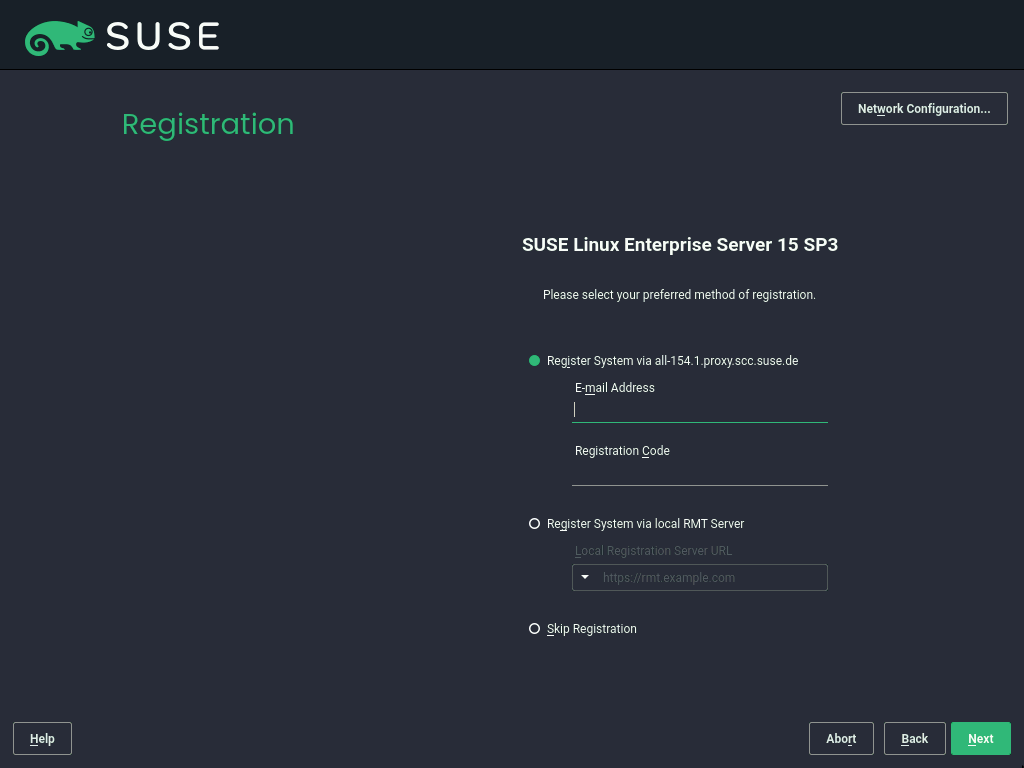 SUSE
Registration
Network Configuration...
SUSE Linux Enterprise Server 15 SP3
Please select your preferred method of registration.
Register System via all-154.1.proxy.scc.suse.de
E-mail Address
Registration Code
Register System via local RMT Server
Local Registration Server URL
https://rmt.example.com
Skip Registration
Help
Abort
Back
Next